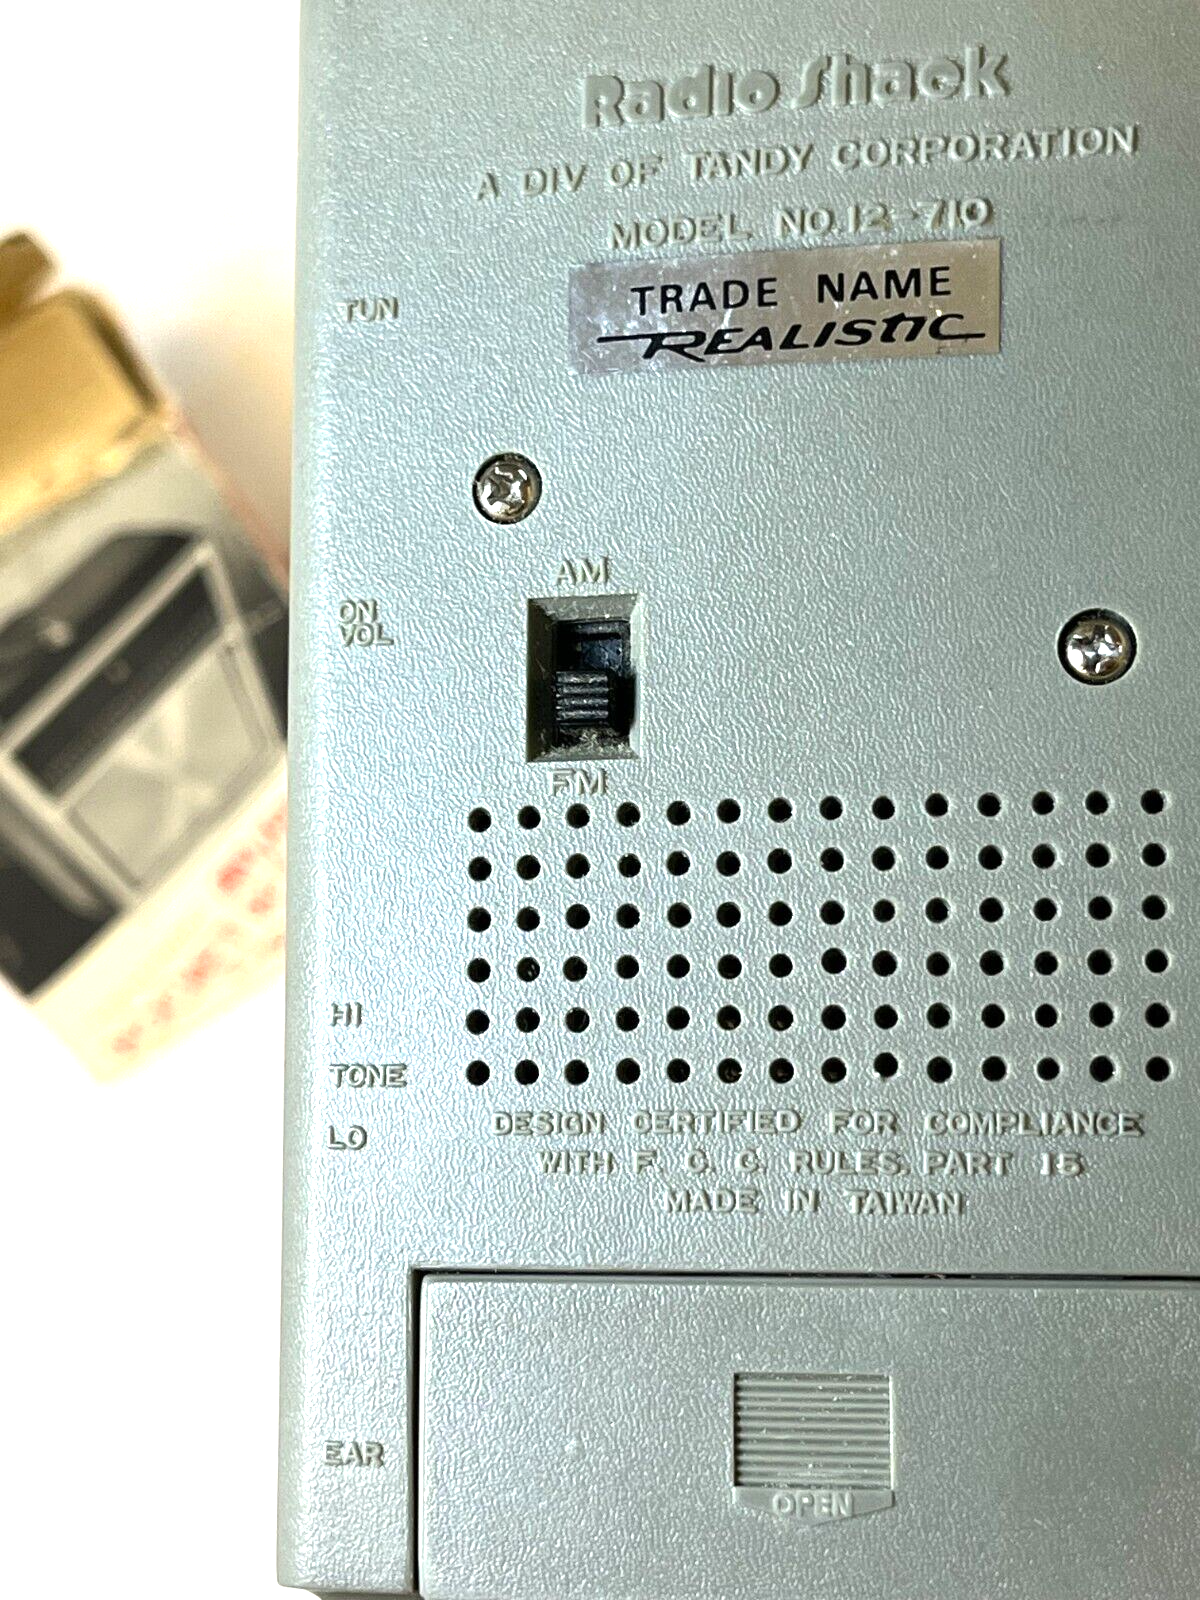 Radio Shack
A DIV OF TANDY CORPORATION
MODEL NO. 12-710
TRADE NAME
REALISTIC
TUN
AM
ON
VOL
FM
HI
TONE
LO
DESIGN CERTIFIED FOR COMPLIANCE
WITH F. C. C. RULES, PART 15
MADE IN TAIWAN
EAR
OPEN